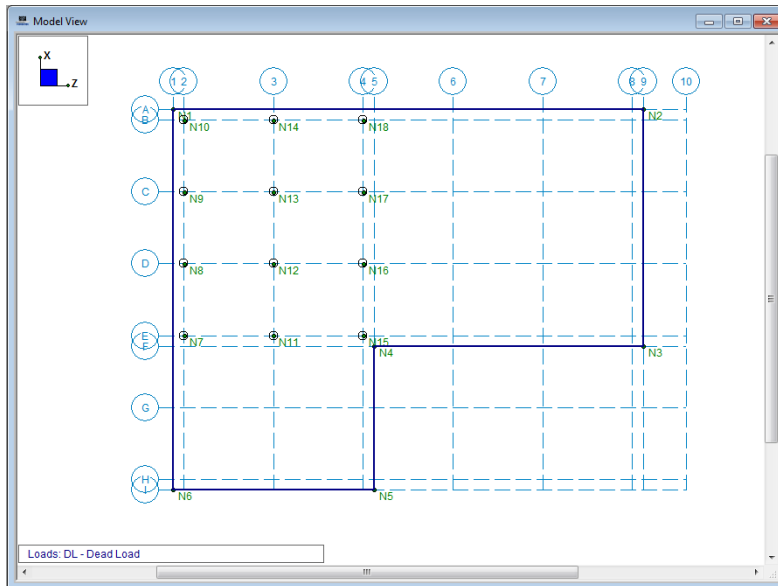 Model View
X
Z
1 2 3 4 5 6 7 8 9 10
A
N1 N2
B
N10 N14 N18
C
N9 N13 N17
D
N8 N12 N16
E
N7 N11 N15
F
N4 N3
G
H
I
N6 N5
Loads: DL - Dead Load